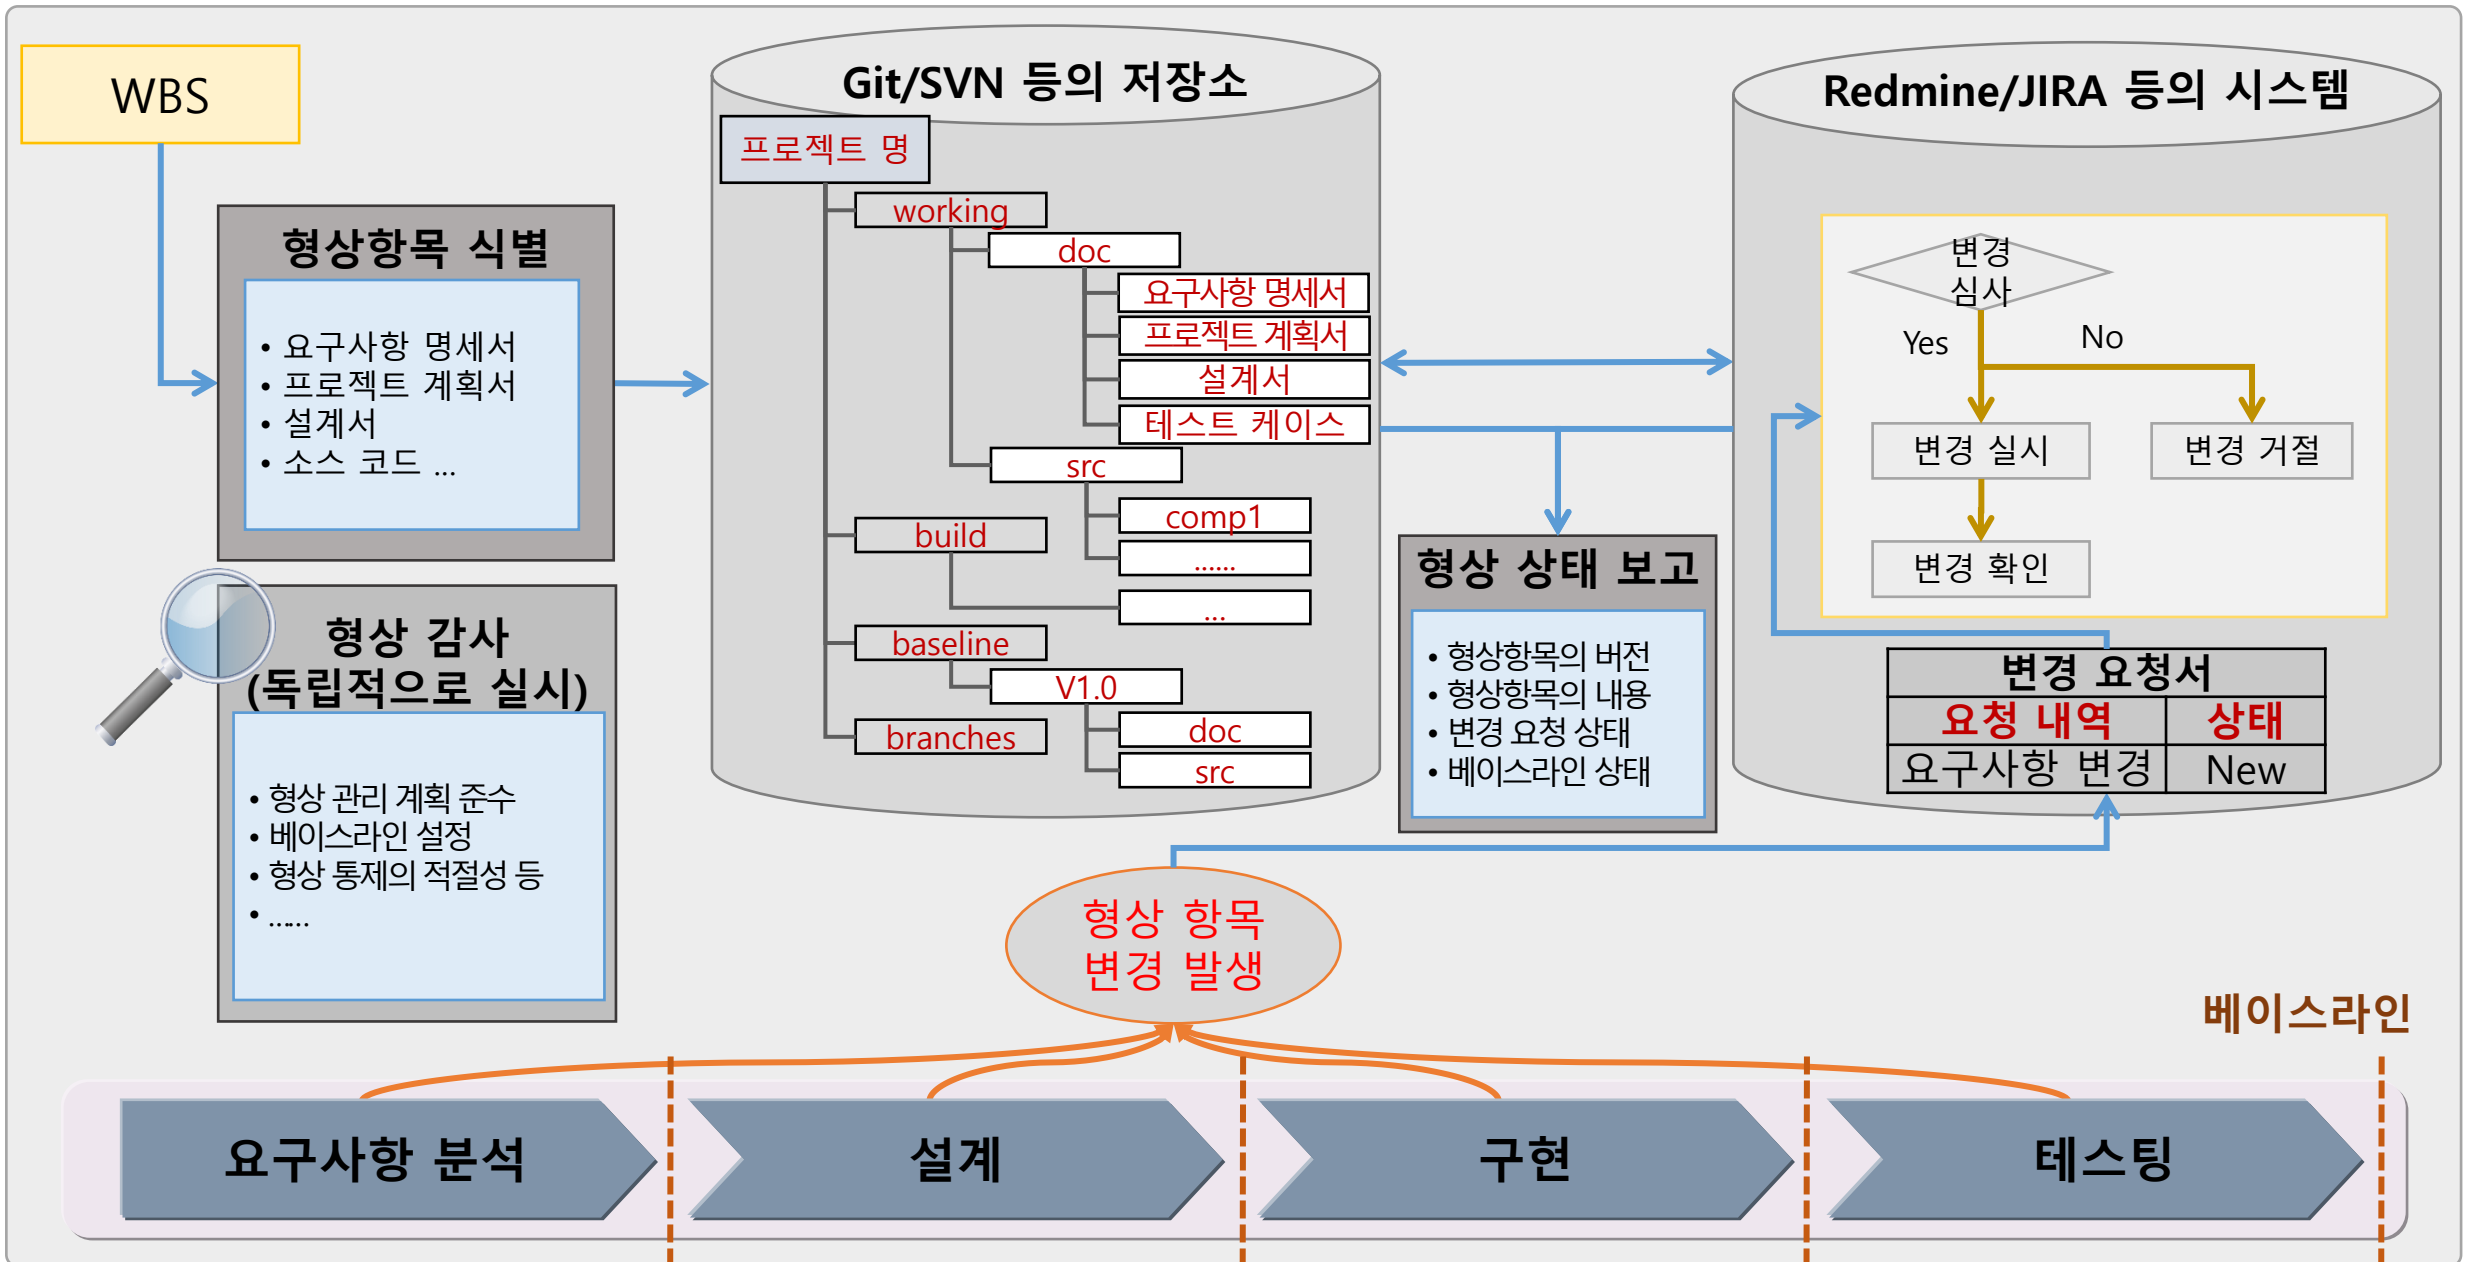 WBS
형상항목 식별
• 요구사항 명세서
• 프로젝트 계획서
• 설계서
• 소스 코드 ...
형상 감사
(독립적으로 실시)
• 형상 관리 계획 준수
• 베이스라인 설정
• 형상 통제의 적절성 등
• ......
Git/SVN 등의 저장소
프로젝트 명
working
doc
요구사항 명세서
프로젝트 계획서
설계서
테스트 케이스
src
comp1
......
build
...
baseline
V1.0
doc
src
branches
형상 상태 보고
• 형상항목의 버전
• 형상항목의 내용
• 변경 요청 상태
• 베이스라인 상태
Redmine/JIRA 등의 시스템
변경
심사
Yes
No
변경 실시
변경 거절
변경 확인
변경 요청서
요청 내역 상태
요구사항 변경 New
형상 항목
변경 발생
베이스라인
요구사항 분석
설계
구현
테스팅